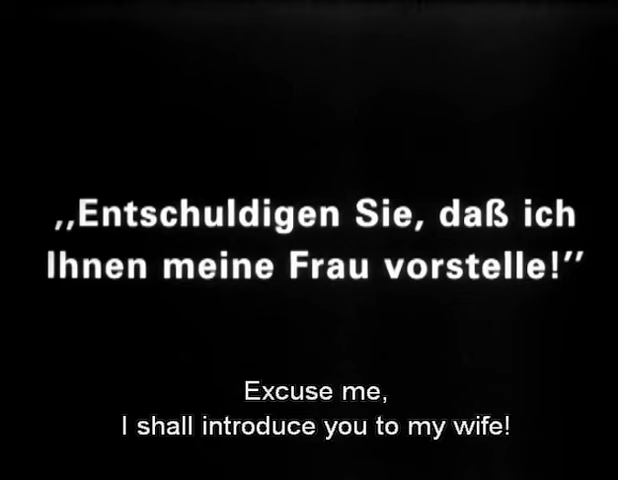 ,,Entschuldigen Sie, daß ich
Ihnen meine Frau vorstelle!’’
Excuse me,
I shall introduce you to my wife!